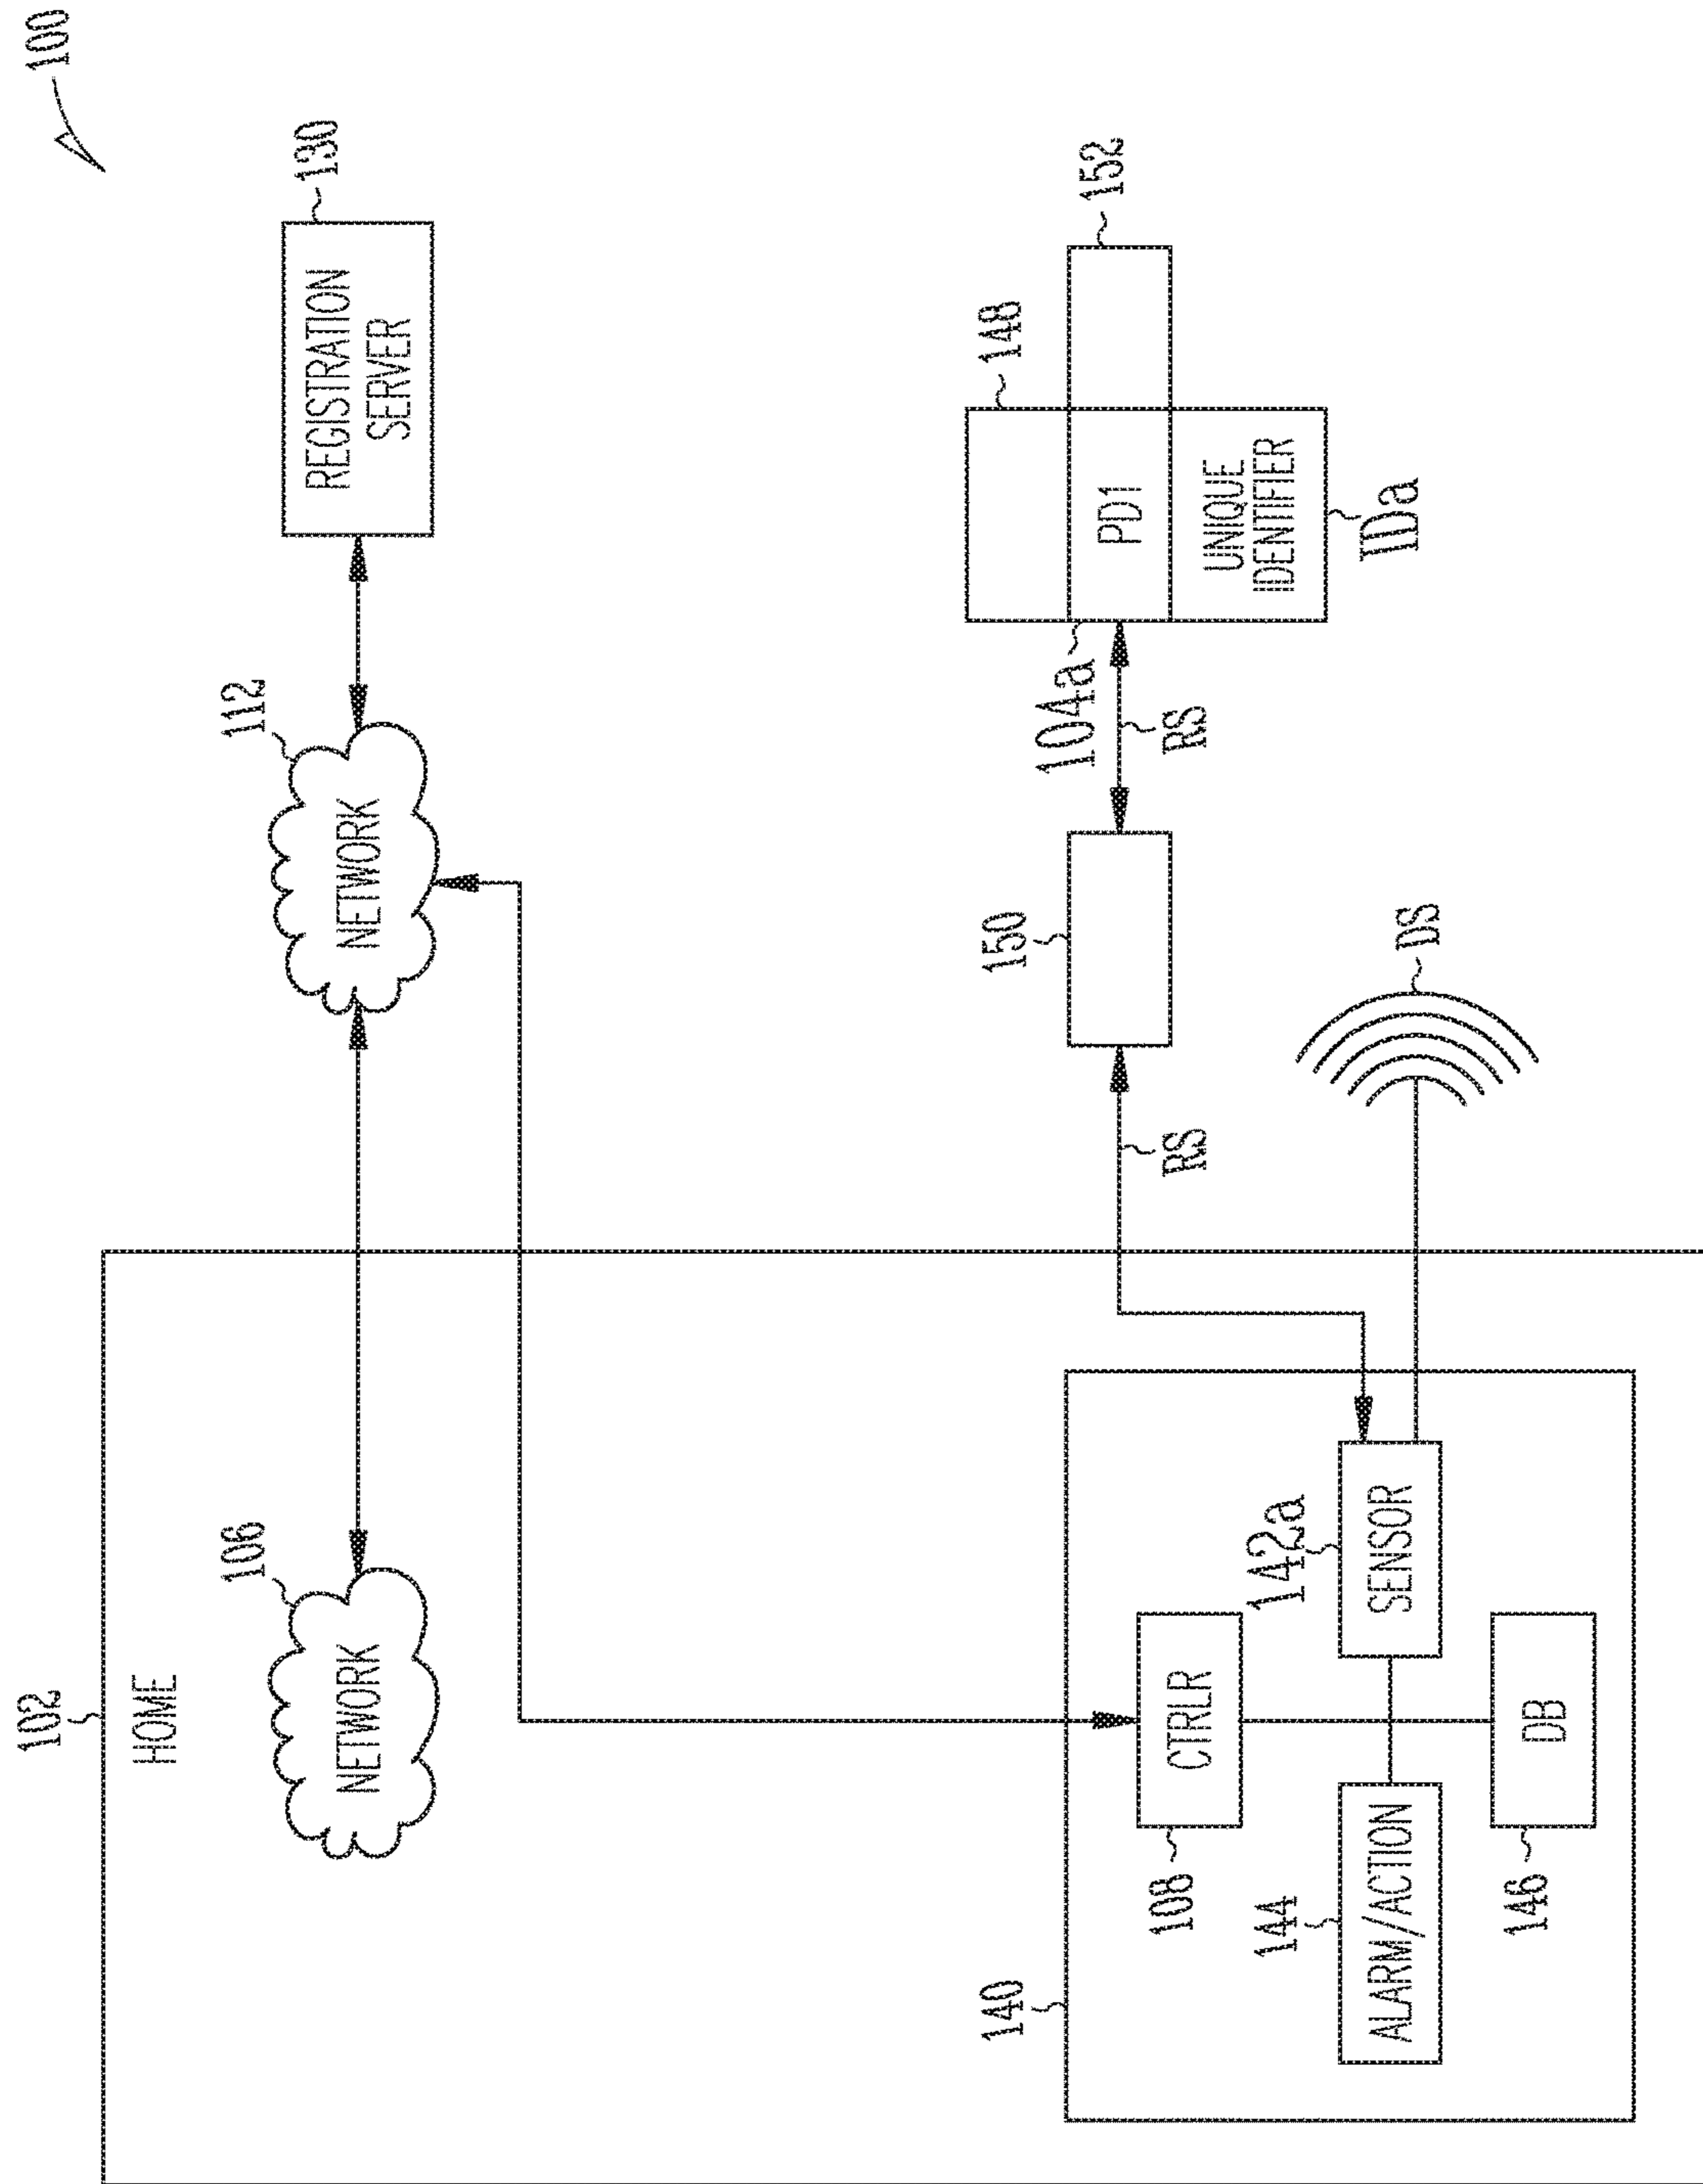 100
102
HOME
106
NETWORK
112
NETWORK
130
REGISTRATION
SERVER
140
108
CTRLR
144
ALARM/ACTION
142a
SENSOR
146
DB
RS
150
DS
RS
104a
148
PD1
152
UNIQUE
IDENTIFIER
IDa